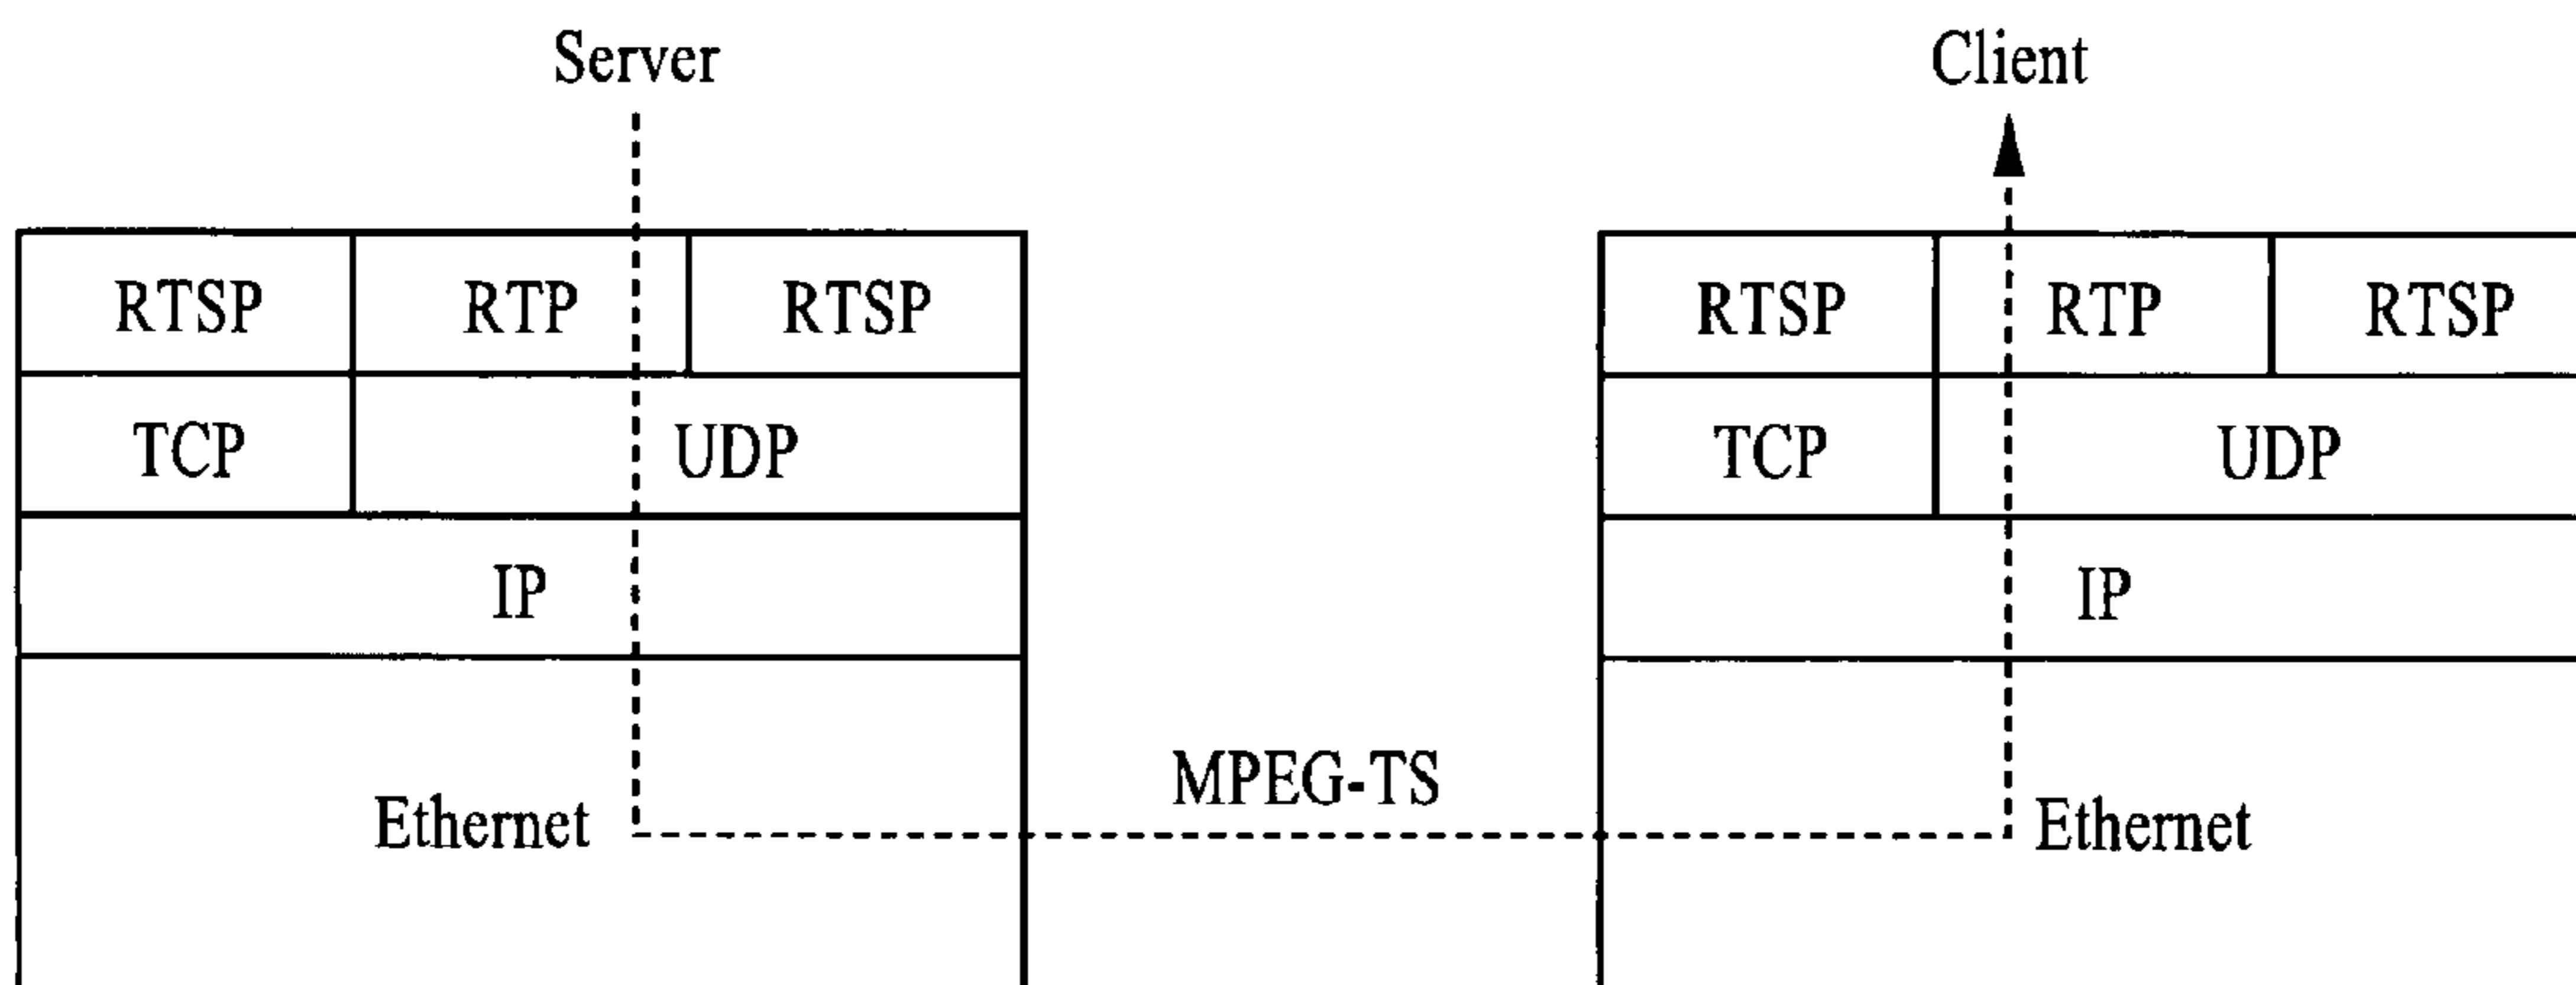 Server Client
RTSP RTP RTSP RTSP RTP RTSP
TCP UDP TCP UDP
IP IP
MPEG-TS
Ethernet Ethernet